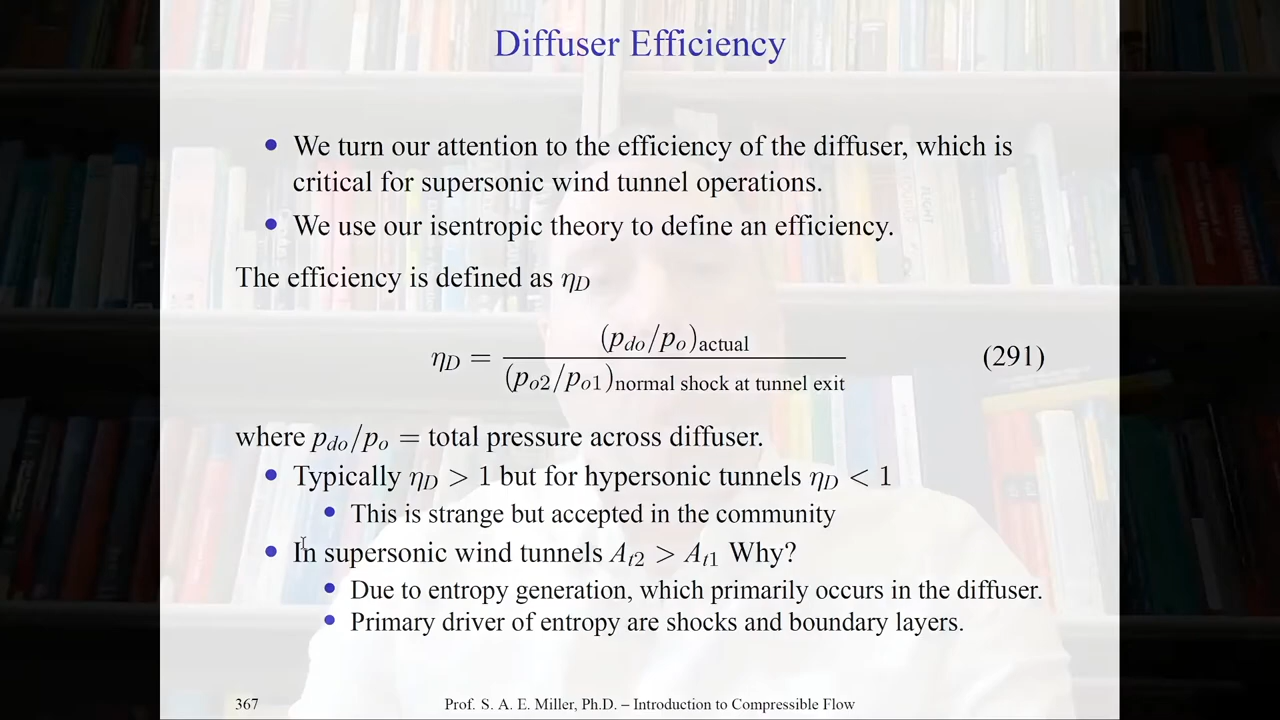 Diffuser Efficiency
We turn our attention to the efficiency of the diffuser, which is
critical for supersonic wind tunnel operations.
We use our isentropic theory to define an efficiency.
The efficiency is defined as η_D
η_D = (p_do/p_o)actual / (p_o2/p_o1)normal shock at tunnel exit (291)
where p_do/p_o = total pressure across diffuser.
Typically η_D > 1 but for hypersonic tunnels η_D < 1
This is strange but accepted in the community
In supersonic wind tunnels A_t2 > A_t1 Why?
Due to entropy generation, which primarily occurs in the diffuser.
Primary driver of entropy are shocks and boundary layers.
367 Prof. S. A. E. Miller, Ph.D. – Introduction to Compressible Flow